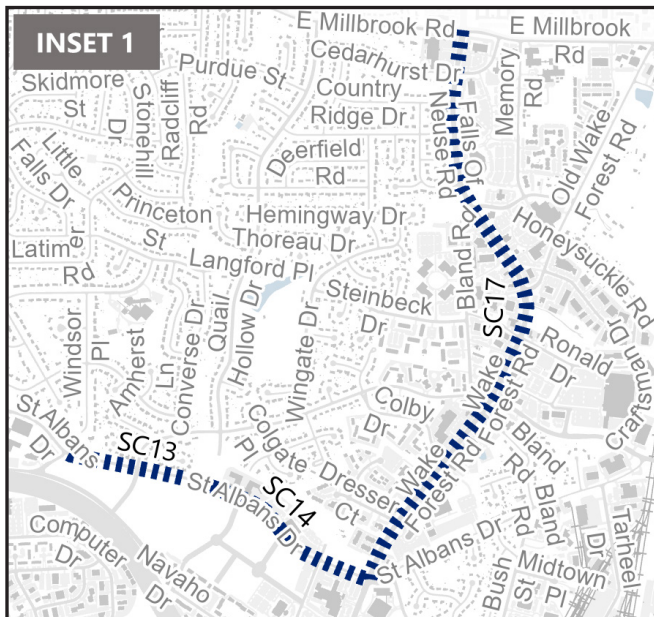 INSET 1
E Millbrook Rd
E Millbrook
Rd
Cedarhurst Dr
Purdue St
Skidmore
St
Stonehill
Dr
Radcliff
Rd
Country
Ridge Dr
Memory
Rd
Falls Of
Neuse Rd
Deerfield
Rd
Old Wake
Forest Rd
Little
Falls Dr
Princeton
St
Hemingway Dr
Thoreau Dr
Honeysuckle Rd
Latimer
Rd
Langford Pl
Bland Rd
Steinbeck
Dr
SC17
Quail
Hollow Dr
Wingate Dr
Windsor
Pl
Amherst
Ln
Converse Dr
Ronald
Dr
Craftsman Dr
Colby
Dr
Wake
Forest Rd
St Albans
Dr
SC13
Colgate
Pl
Dresser
Ct
Wake
Forest Rd
Bland
Rd
Bland
Rd
SC14
St Albans Dr
St Albans Dr
Computer
Dr
Navaho
Dr
Bush
St
Midtown
Pl
Tarheel
Dr